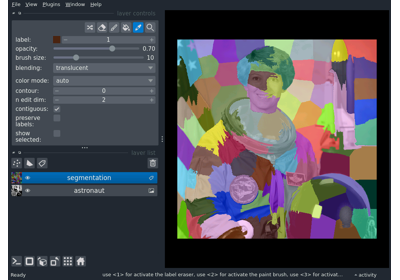 File View Plugins Window Help
layer controls
label: 1
opacity: 0.70
brush size: 10
blending: translucent
color mode: auto
contour: 0
n edit dim: 2
contiguous:
preserve
labels:
show
selected:
layer list
segmentation
astronaut
Ready
use <1> for activate the label eraser, use <2> for activate the paint brush, use <3> for activat...
activity